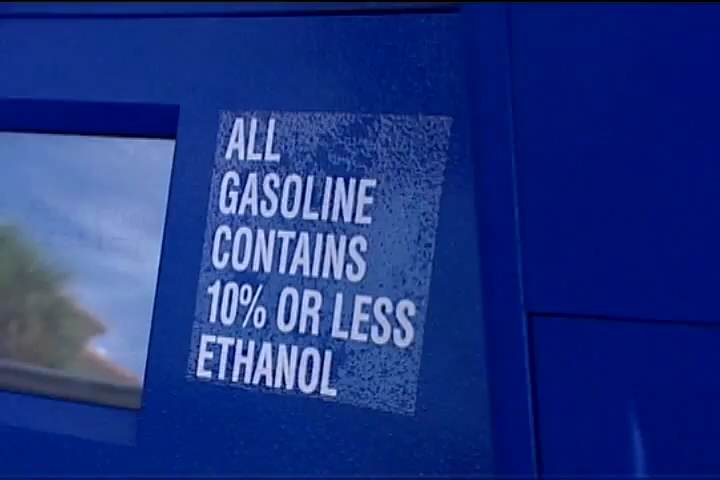 ALL
GASOLINE
CONTAINS
10% OR LESS
ETHANOL